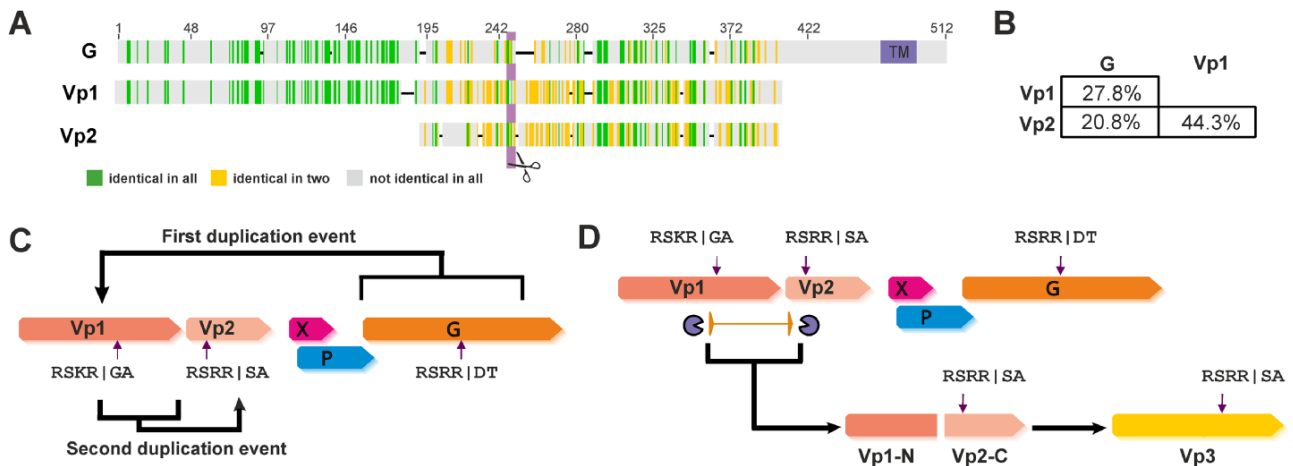 A
1 48 97 146 195 242 280 325 372 422 512
G
TM
Vp1
Vp2
identical in all identical in two not identical in all
B
G Vp1
Vp1 27.8%
Vp2 20.8% 44.3%
C
First duplication event
Vp1 Vp2 X G
P
RSKR|GA RSRR|SA RSRR|DT
Second duplication event
D
RSKR|GA RSRR|SA RSRR|DT
Vp1 Vp2 X G
P
RSRR|SA RSRR|SA
Vp1-N Vp2-C Vp3